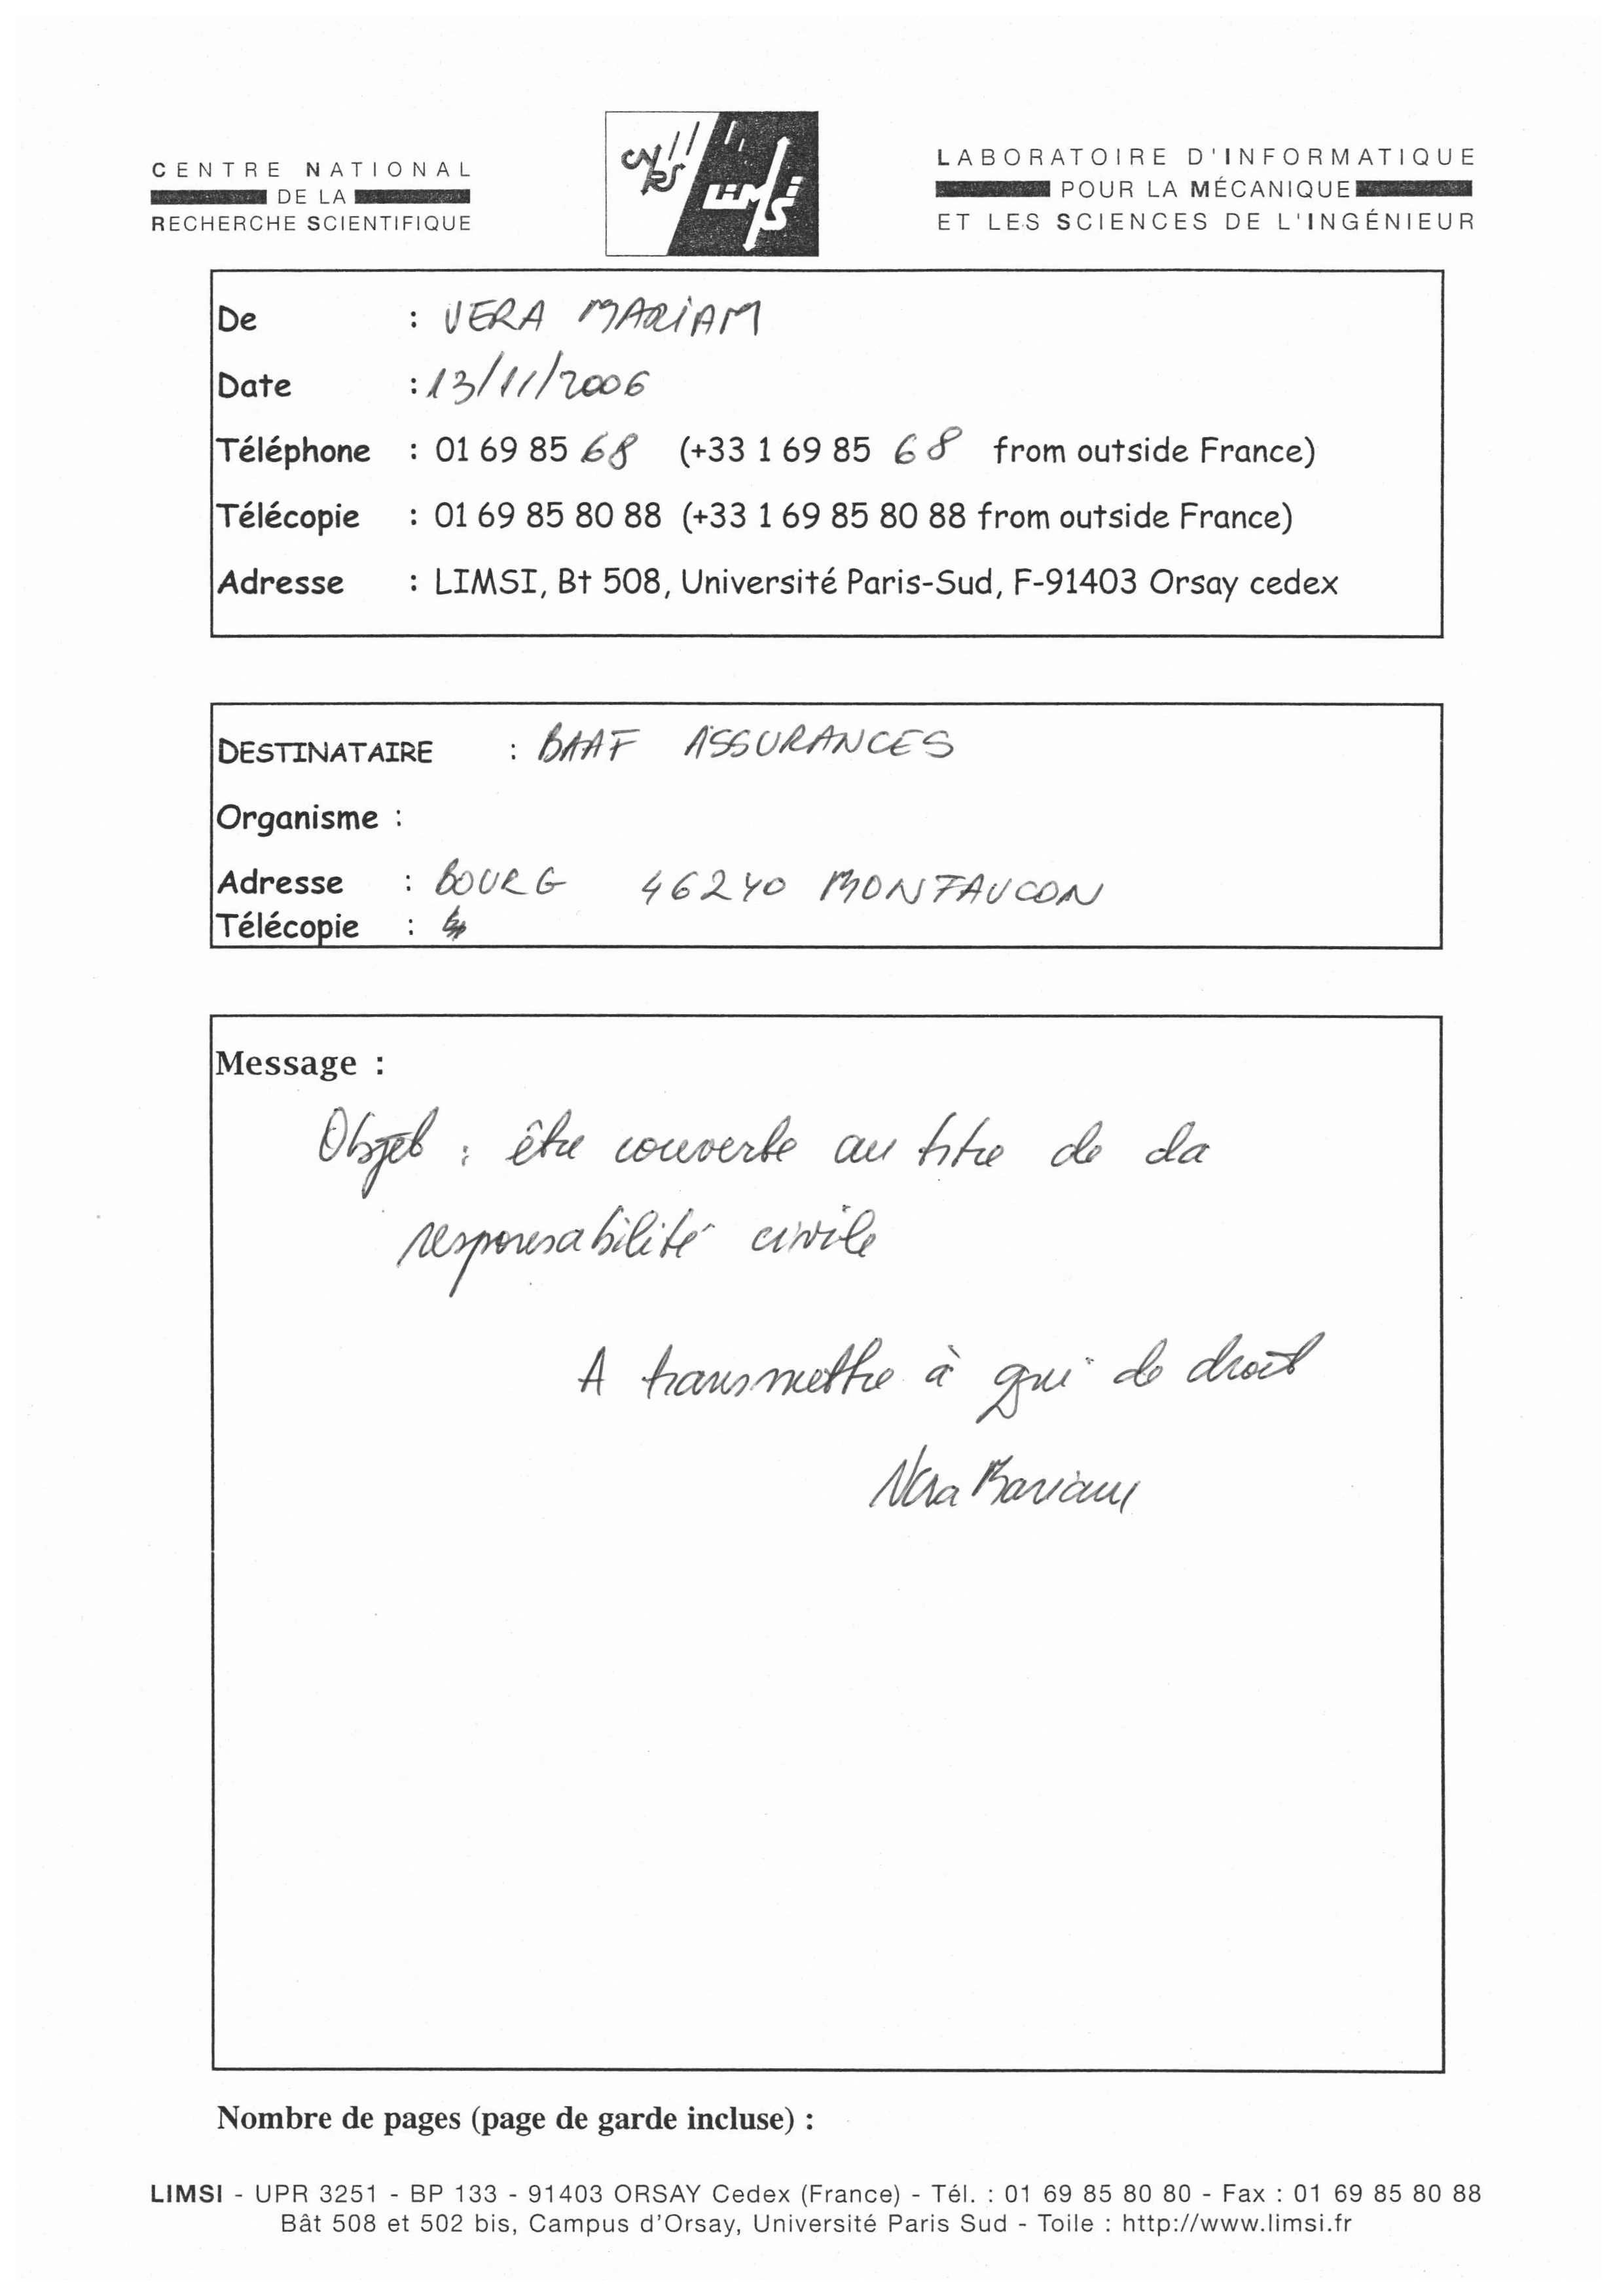 CENTRE NATIONAL
DE LA
RECHERCHE SCIENTIFIQUE
CNRS
LIMSI
LABORATOIRE D'INFORMATIQUE
POUR LA MÉCANIQUE
ET LES SCIENCES DE L'INGÉNIEUR
De : VERA MARIAM
Date : 13/11/2006
Téléphone : 01 69 85 68 (+33 1 69 85 68 from outside France)
Télécopie : 01 69 85 80 88 (+33 1 69 85 80 88 from outside France)
Adresse : LIMSI, Bt 508, Université Paris-Sud, F-91403 Orsay cedex
DESTINATAIRE : BAAF ASSURANCES
Organisme :
Adresse : BOURG 46240 MONFAUCON
Télécopie :
Message :
Objet : être couverte au titre de da
responsabilité civile
A transmettre à qui de droit
Vera Mariam
Nombre de pages (page de garde incluse) :
LIMSI - UPR 3251 - BP 133 - 91403 ORSAY Cedex (France) - Tél. : 01 69 85 80 80 - Fax : 01 69 85 80 88
Bât 508 et 502 bis, Campus d'Orsay, Université Paris Sud - Toile : http://www.limsi.fr